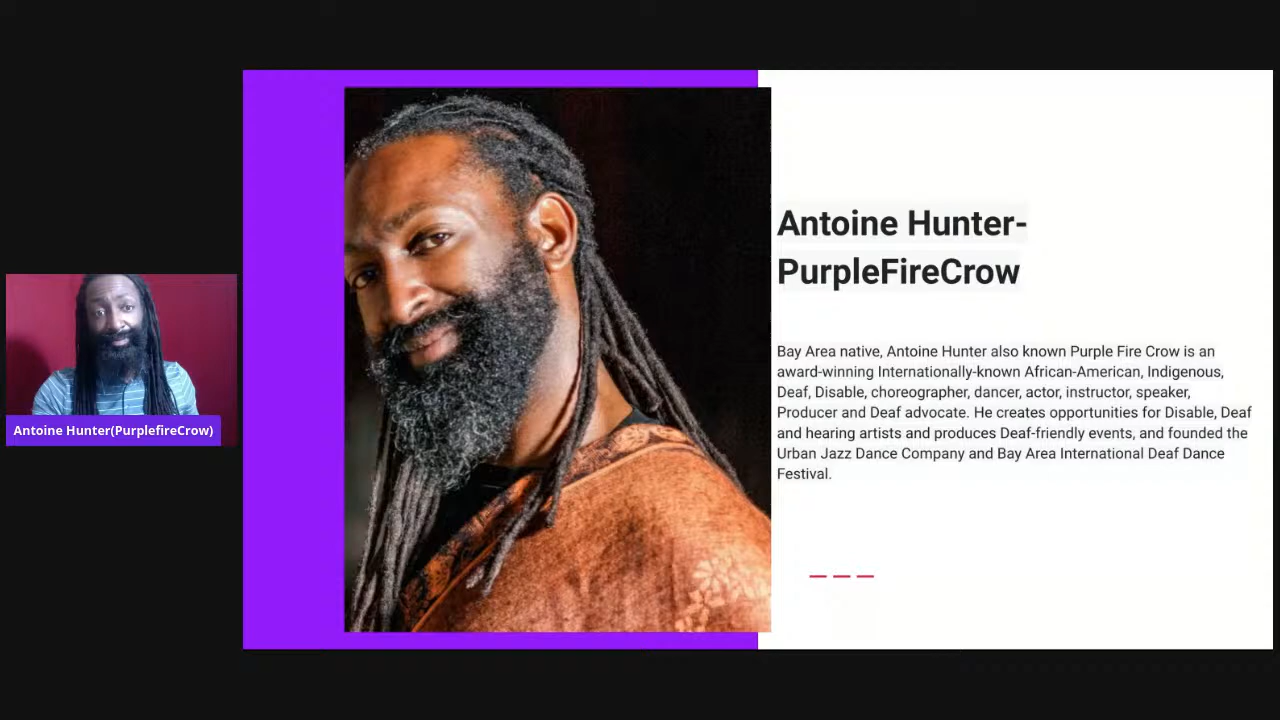 Antoine Hunter-
PurpleFireCrow
Bay Area native, Antoine Hunter also known Purple Fire Crow is an
award-winning Internationally-known African-American, Indigenous,
Deaf, Disable, choreographer, dancer, actor, instructor, speaker,
Producer and Deaf advocate. He creates opportunities for Disable, Deaf
and hearing artists and produces Deaf-friendly events, and founded the
Urban Jazz Dance Company and Bay Area International Deaf Dance
Festival.
Antoine Hunter(PurplefireCrow)